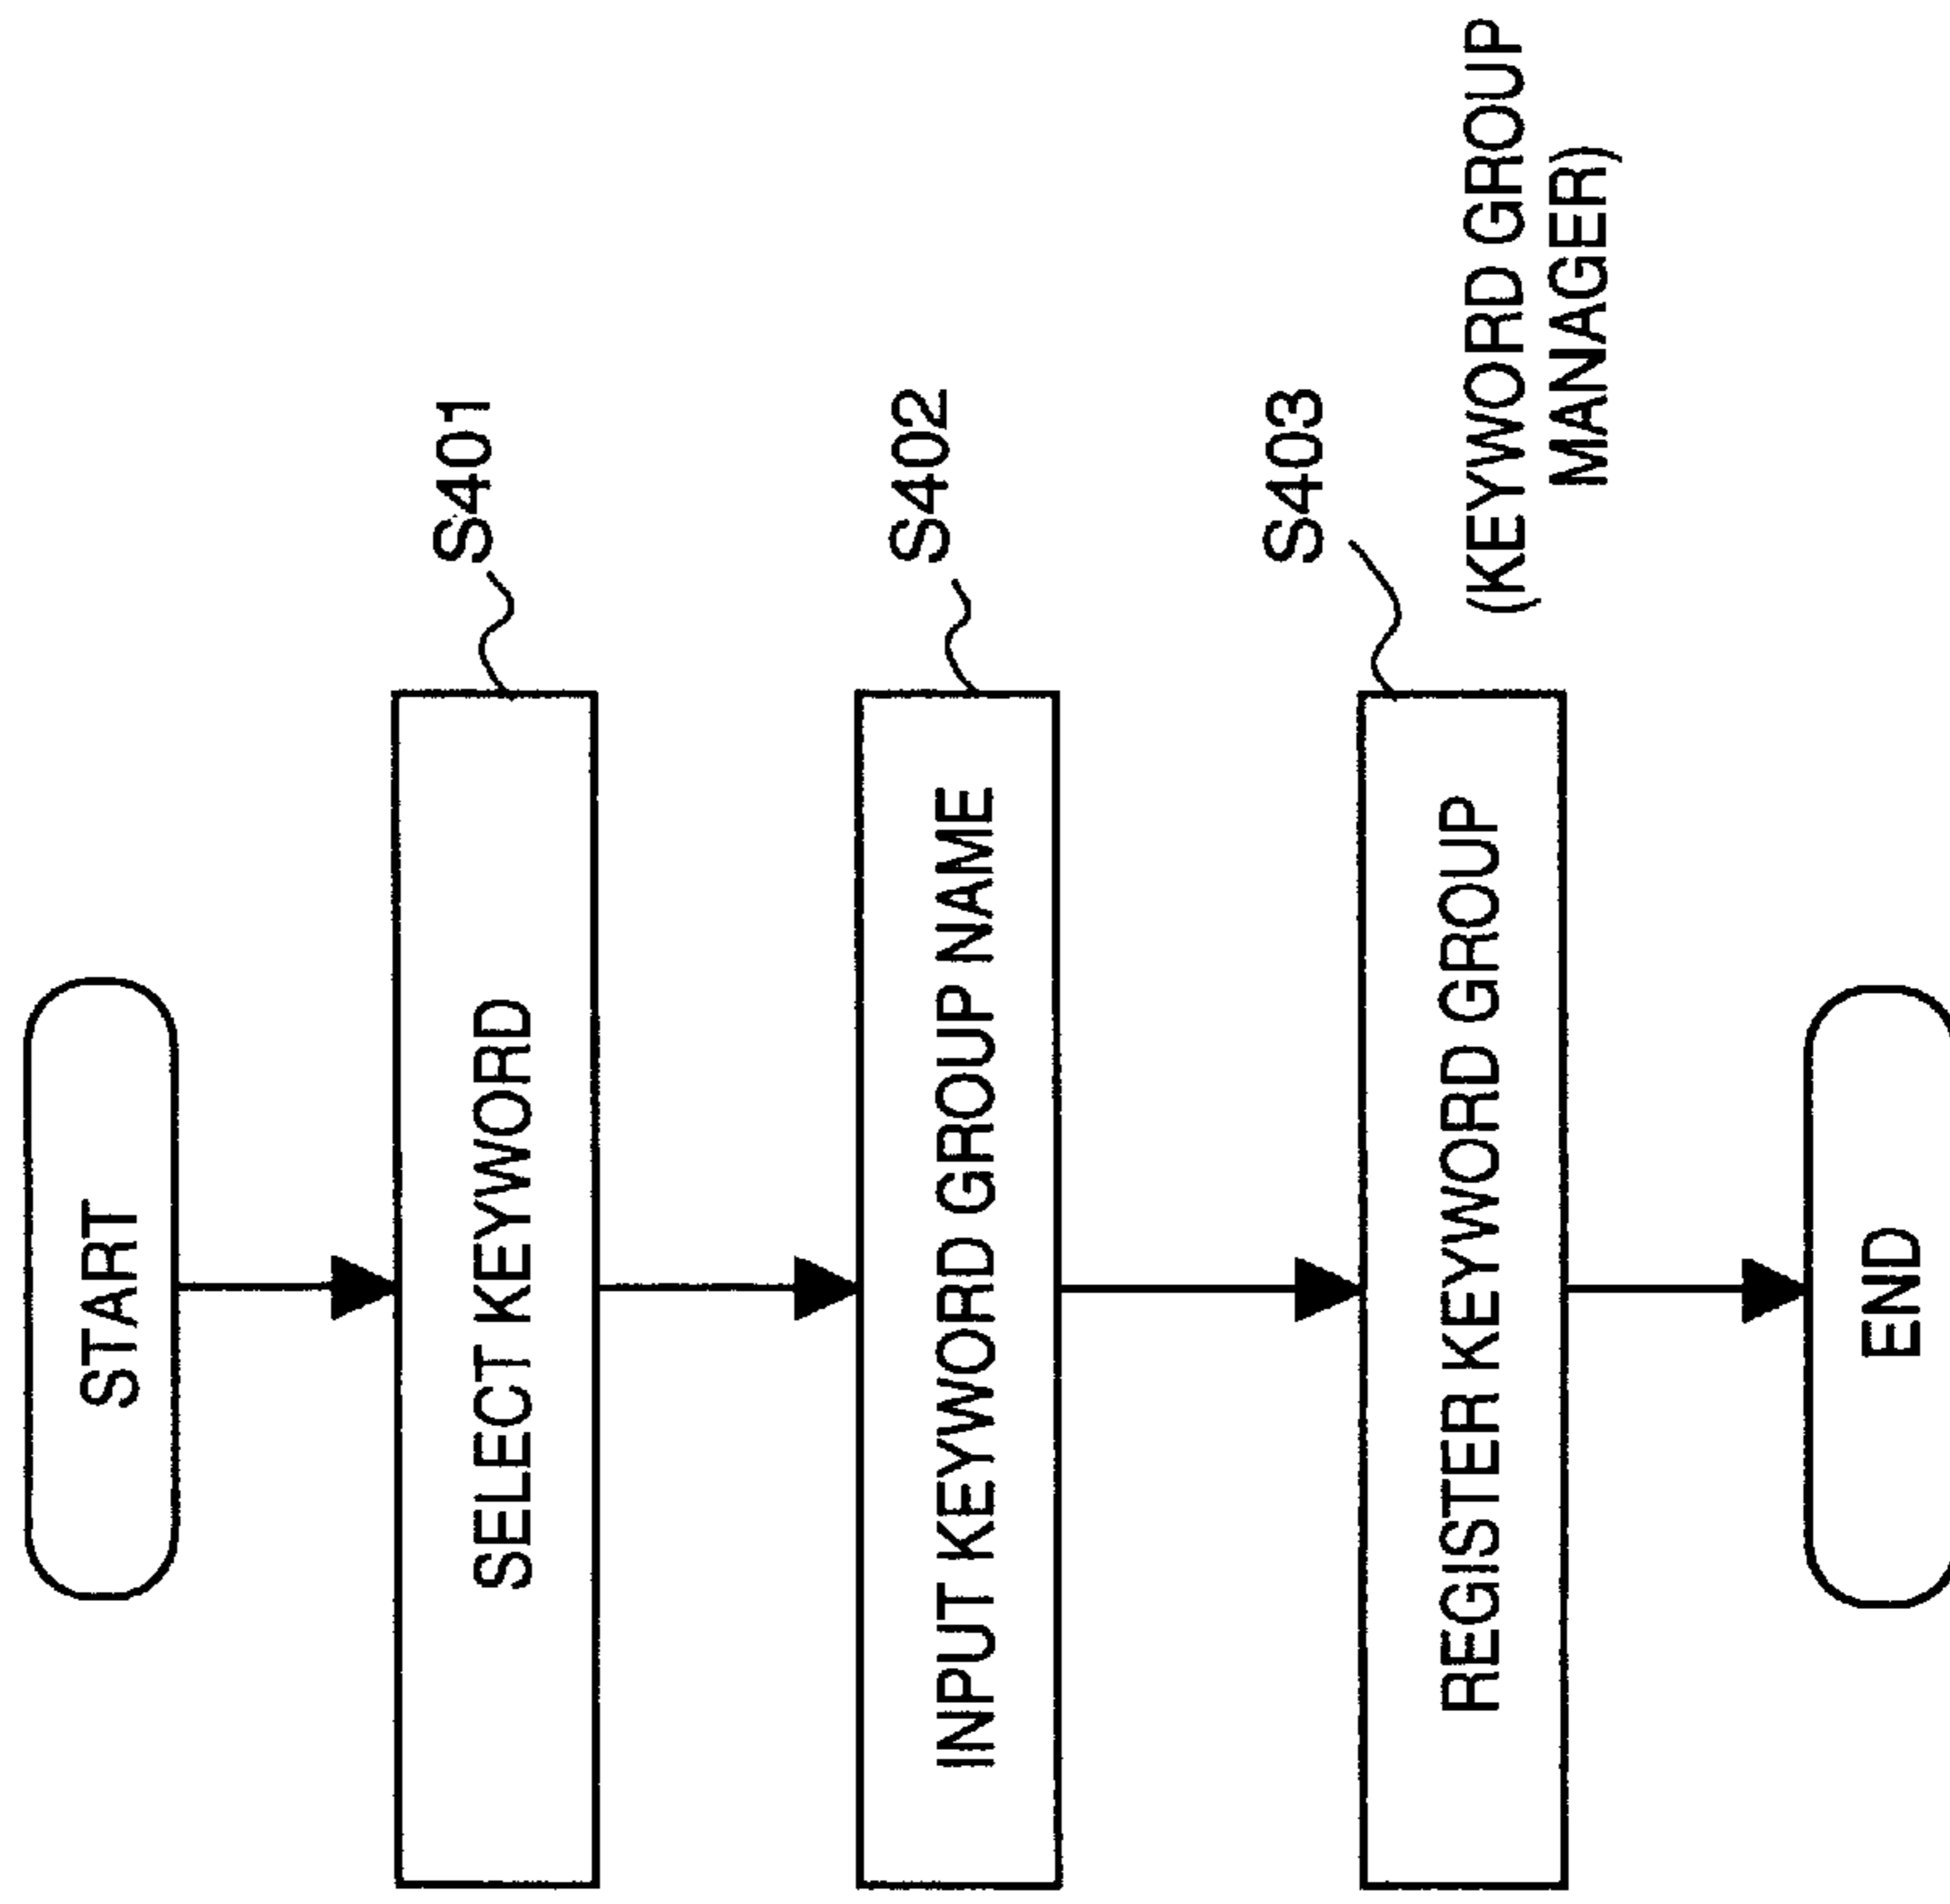 START
SELECT KEYWORD
S401
INPUT KEYWORD GROUP NAME
S402
REGISTER KEYWORD GROUP
S403
(KEYWORD GROUP
MANAGER)
END